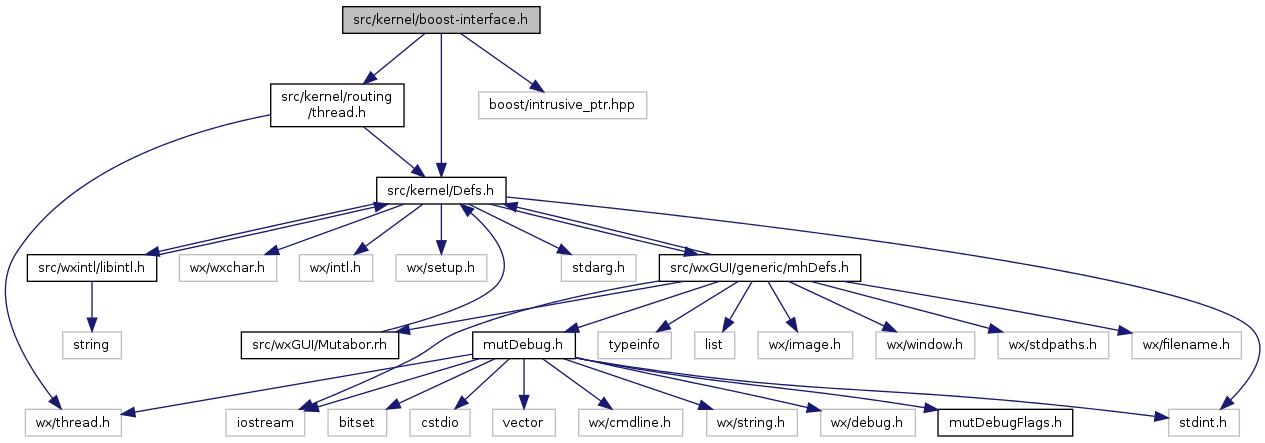 src/kernel/boost-interface.h
src/kernel/routing
/thread.h
boost/intrusive_ptr.hpp
src/kernel/Defs.h
src/wxintl/libintl.h
wx/wxchar.h
wx/intl.h
wx/setup.h
stdarg.h
src/wxGUI/generic/mhDefs.h
string
src/wxGUI/Mutabor.rh
mutDebug.h
typeinfo
list
wx/image.h
wx/window.h
wx/stdpaths.h
wx/filename.h
wx/thread.h
iostream
bitset
cstdio
vector
wx/cmdline.h
wx/string.h
wx/debug.h
mutDebugFlags.h
stdint.h